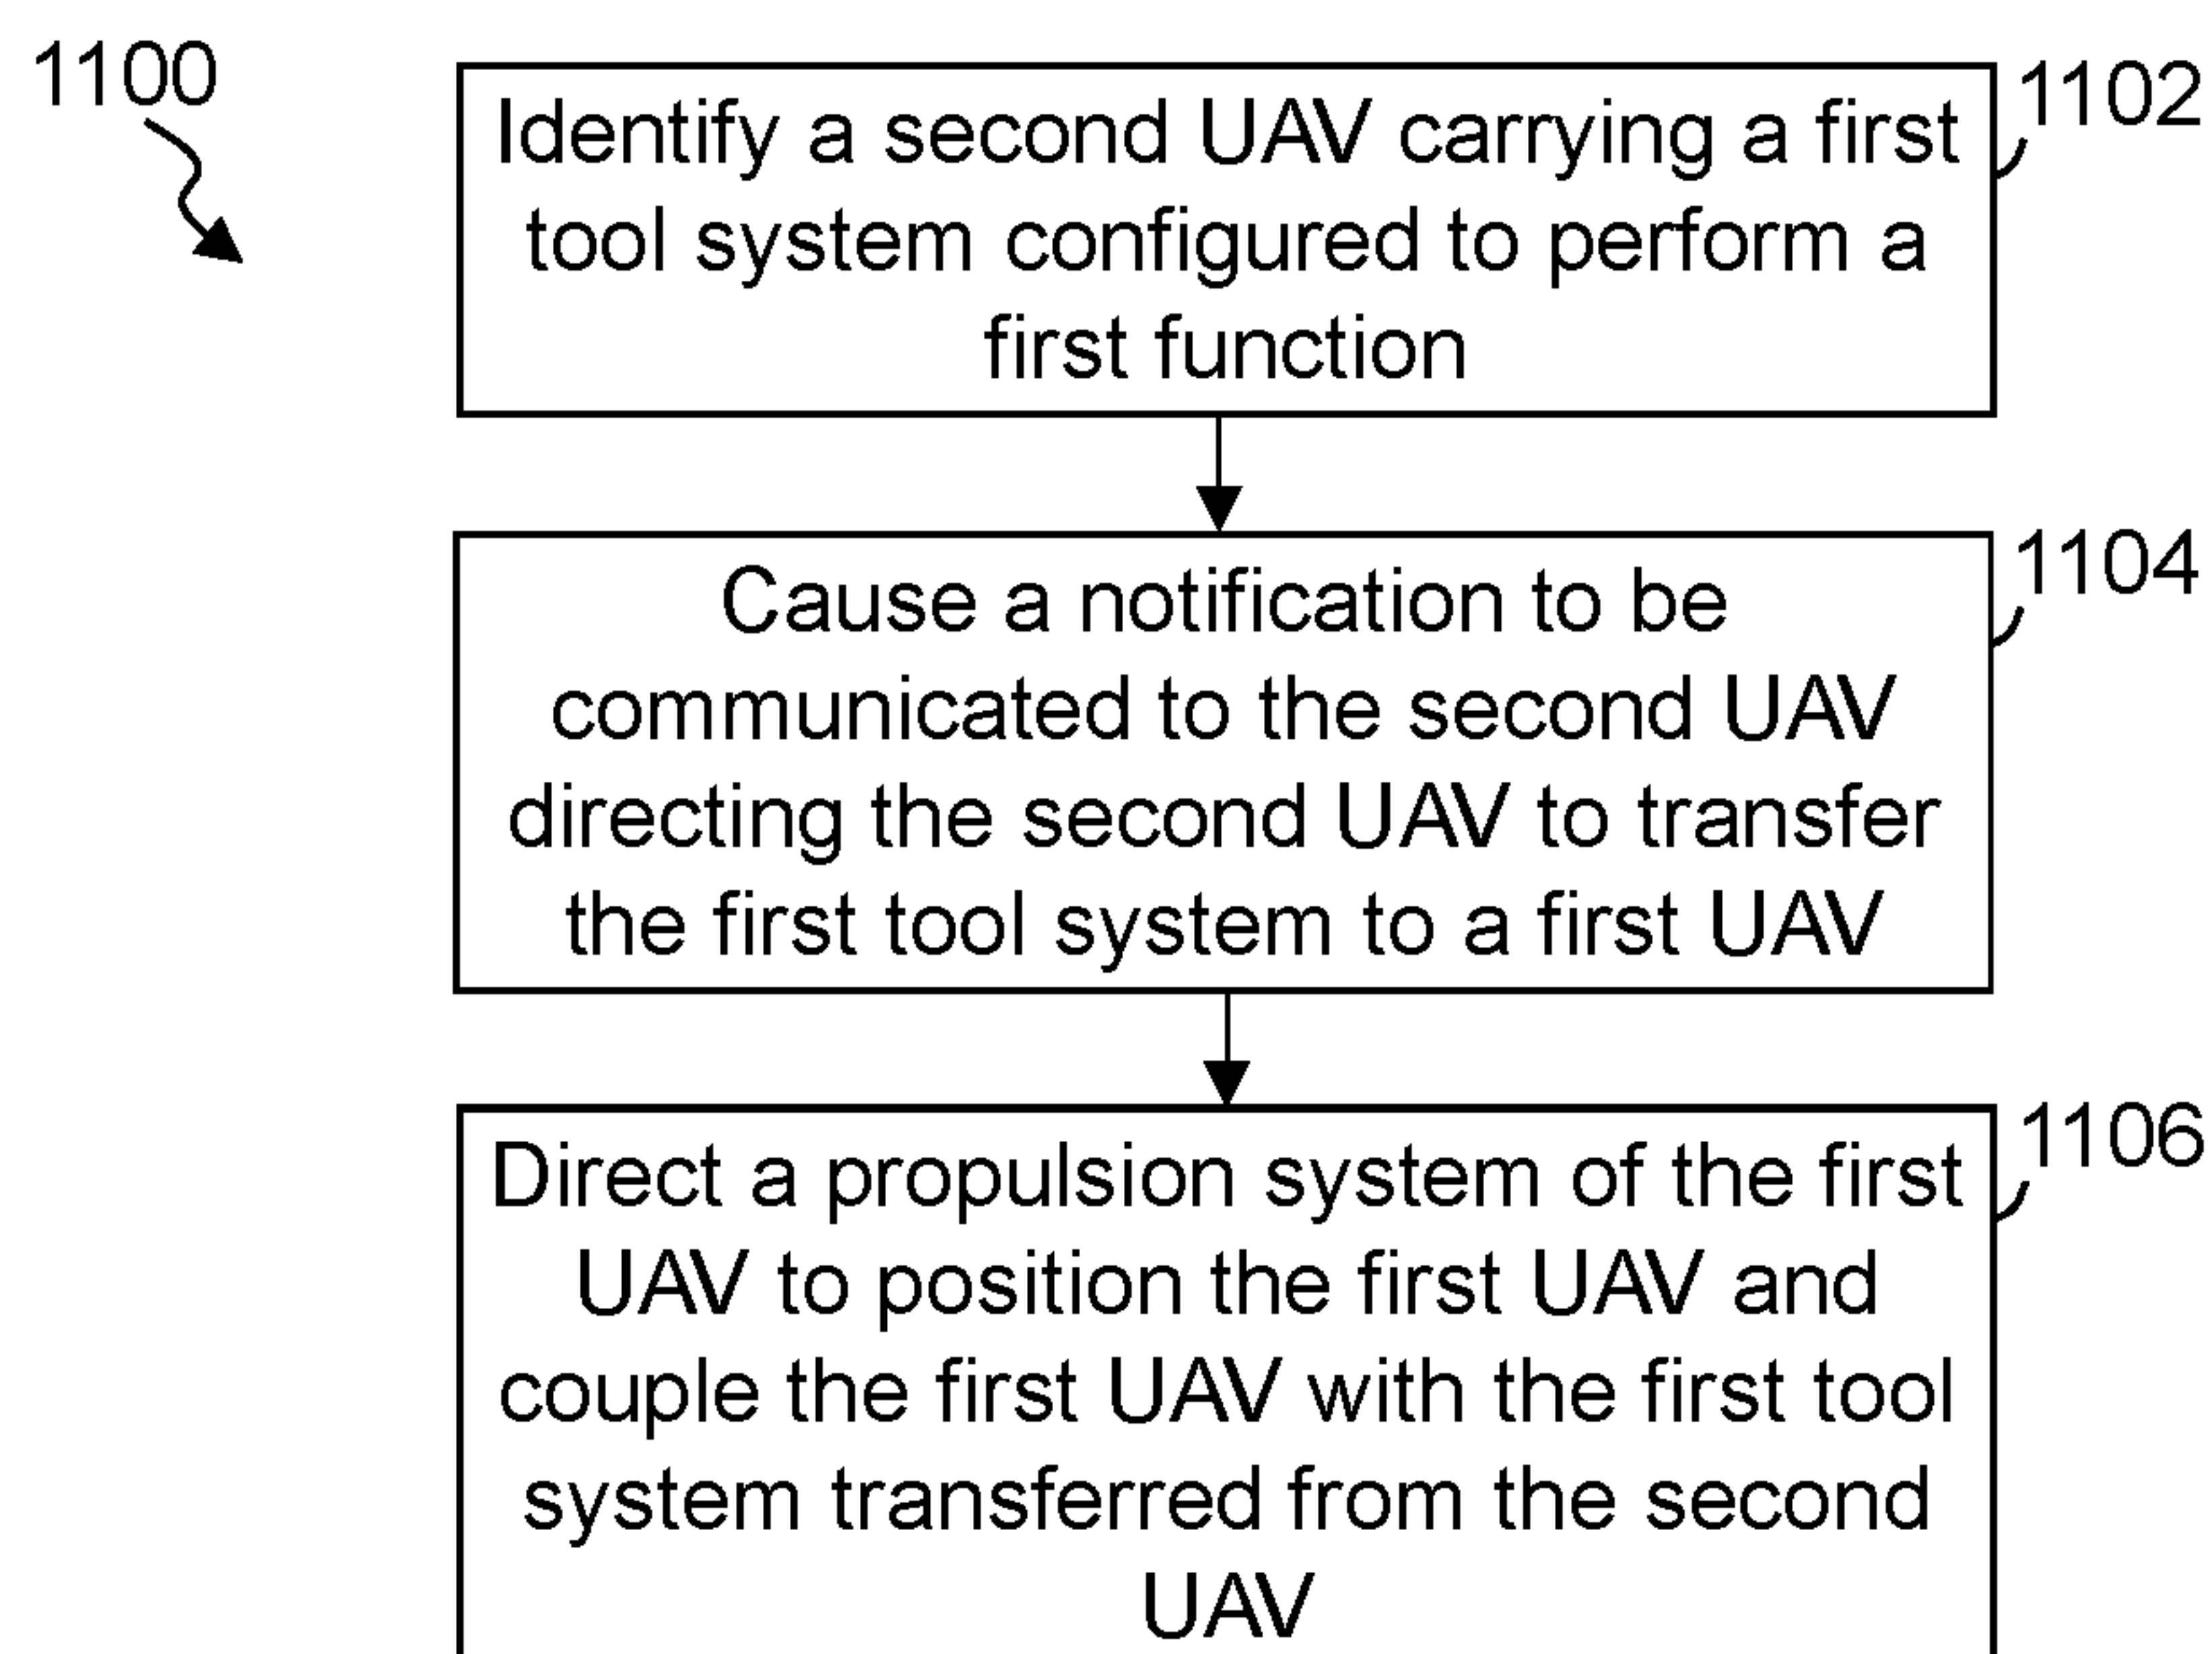 1100
1102
Identify a second UAV carrying a first
tool system configured to perform a
first function
1104
Cause a notification to be
communicated to the second UAV
directing the second UAV to transfer
the first tool system to a first UAV
1106
Direct a propulsion system of the first
UAV to position the first UAV and
couple the first UAV with the first tool
system transferred from the second
UAV